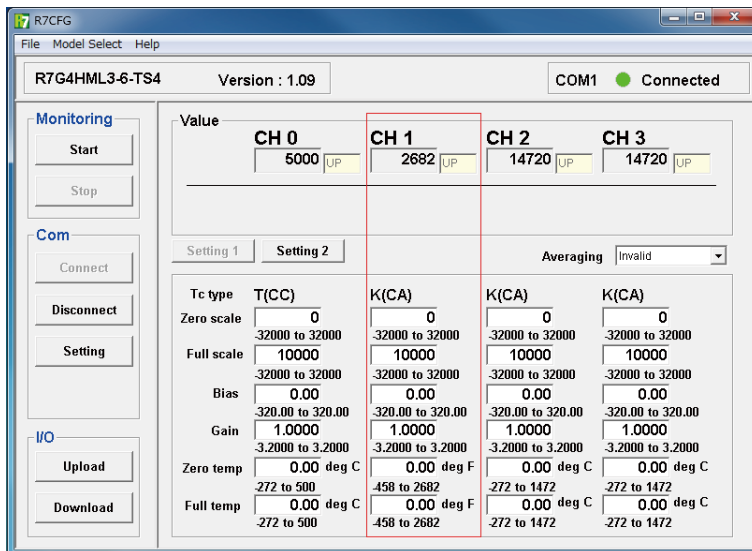 R7 R7CFG
File Model Select Help
R7G4HML3-6-TS4 Version : 1.09 COM1 Connected
Monitoring
Start
Stop
Com
Connect
Disconnect
Setting
I/O
Upload
Download
Value
CH 0 CH 1 CH 2 CH 3
5000 UP 2682 UP 14720 UP 14720 UP
Setting 1 Setting 2 Averaging Invalid
Tc type T(CC) K(CA) K(CA) K(CA)
Zero scale 0 0 0 0
-32000 to 32000 -32000 to 32000 -32000 to 32000 -32000 to 32000
Full scale 10000 10000 10000 10000
-32000 to 32000 -32000 to 32000 -32000 to 32000 -32000 to 32000
Bias 0.00 0.00 0.00 0.00
-320.00 to 320.00 -320.00 to 320.00 -320.00 to 320.00 -320.00 to 320.00
Gain 1.0000 1.0000 1.0000 1.0000
-3.2000 to 3.2000 -3.2000 to 3.2000 -3.2000 to 3.2000 -3.2000 to 3.2000
Zero temp 0.00 deg C 0.00 deg F 0.00 deg C 0.00 deg C
-272 to 500 -458 to 2682 -272 to 1472 -272 to 1472
Full temp 0.00 deg C 0.00 deg F 0.00 deg C 0.00 deg C
-272 to 500 -458 to 2682 -272 to 1472 -272 to 1472